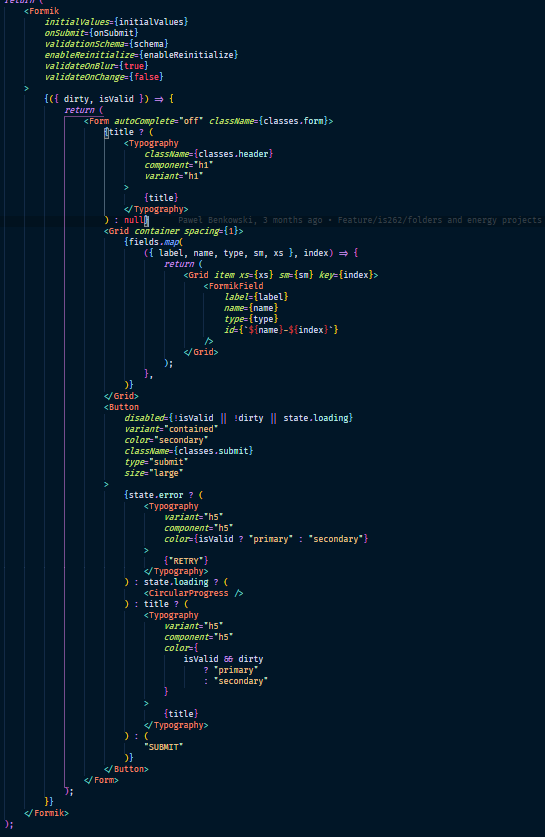 return (
<Formik
initialValues={initialValues}
onSubmit={onSubmit}
validationSchema={schema}
enableReinitialize={enableReinitialize}
validateOnBlur={true}
validateOnChange={false}
>
{({ dirty, isValid }) => {
return (
<Form autoComplete="off" className={classes.form}>
{title ? (
<Typography
className={classes.header}
component="h1"
variant="h1"
>
{title}
</Typography>
) : null} Paweł Benkowski, 3 months ago • Feature/is262/folders and energy projects
<Grid container spacing={1}>
{fields.map(
({ label, name, type, sm, xs }, index) => {
return (
<Grid item xs={xs} sm={sm} key={index}>
<FormikField
label={label}
name={name}
type={type}
id={`${name}-${index}`}
/>
</Grid>
);
},
)}
</Grid>
<Button
disabled={!isValid || !dirty || state.loading}
variant="contained"
color="secondary"
className={classes.submit}
type="submit"
size="large"
>
{state.error ? (
<Typography
variant="h5"
component="h5"
color={isValid ? "primary" : "secondary"}
>
{"RETRY"}
</Typography>
) : state.loading ? (
<CircularProgress />
) : title ? (
<Typography
variant="h5"
component="h5"
color={
isValid && dirty
? "primary"
: "secondary"
}
>
{title}
</Typography>
) : (
"SUBMIT"
)}
</Button>
</Form>
);
}}
</Formik>
);